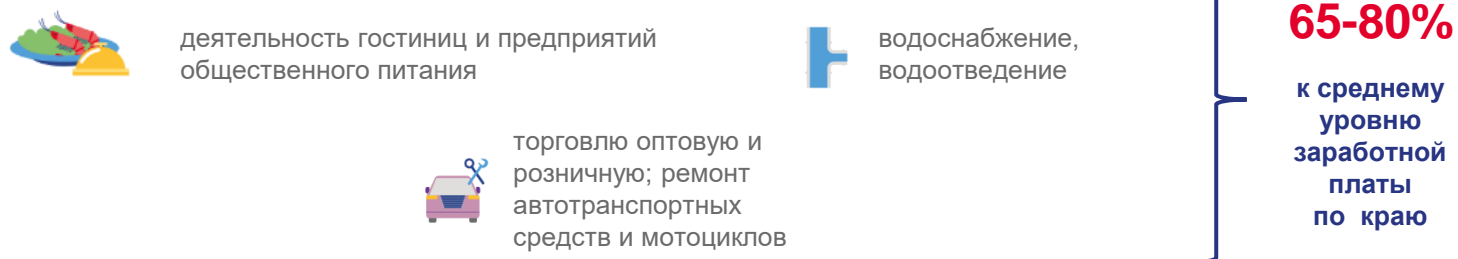 деятельность гостиниц и предприятий
общественного питания
водоснабжение,
водоотведение
торговлю оптовую и
розничную; ремонт
автотранспортных
средств и мотоциклов
65-80%
к среднему
уровню
заработной
платы
по краю